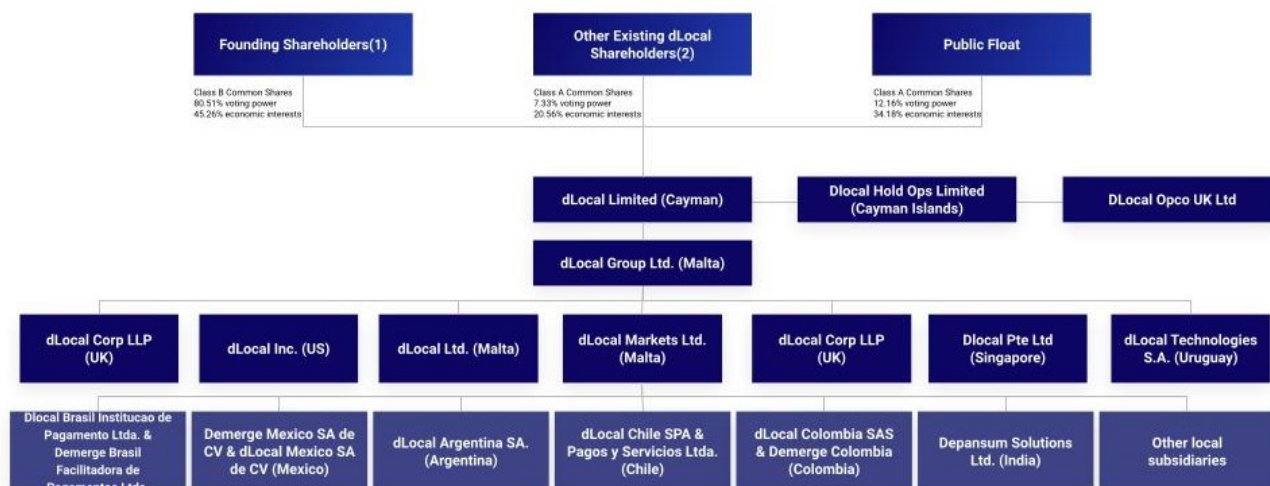 Founding Shareholders(1)
Other Existing dLocal
Shareholders(2)
Public Float
Class B Common Shares
80.51% voting power
45.26% economic interests
Class A Common Shares
7.33% voting power
20.56% economic interests
Class A Common Shares
12.16% voting power
34.18% economic interests
dLocal Limited (Cayman)
Dlocal Hold Ops Limited
(Cayman Islands)
DLocal Opco UK Ltd
dLocal Group Ltd. (Malta)
dLocal Corp LLP
(UK)
dLocal Inc. (US)
dLocal Ltd. (Malta)
dLocal Markets Ltd.
(Malta)
dLocal Corp LLP
(UK)
Dlocal Pte Ltd
(Singapore)
dLocal Technologies
S.A. (Uruguay)
Dlocal Brasil Institucao de
Pagamento Ltda. &
Demerge Brasil
Facilitadora de
Pagamentos Ltda
Demerge Mexico SA de
CV & dLocal Mexico SA
de CV (Mexico)
dLocal Argentina SA.
(Argentina)
dLocal Chile SPA &
Pagos y Servicios Ltda.
(Chile)
dLocal Colombia SAS
& Demerge Colombia
(Colombia)
Depansum Solutions
Ltd. (India)
Other local
subsidiaries